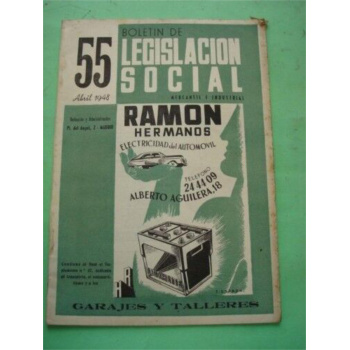 55
BOLETIN DE
LEGISLACION
SOCIAL
MERCANTIL E INDUSTRIAL
Abril 1948
RAMON
HERMANOS
ELECTRICIDAD del AUTOMOVIL
TELEFONO
24 44 09
ALBERTO AGUILERA, 18
GARAJES Y TALLERES